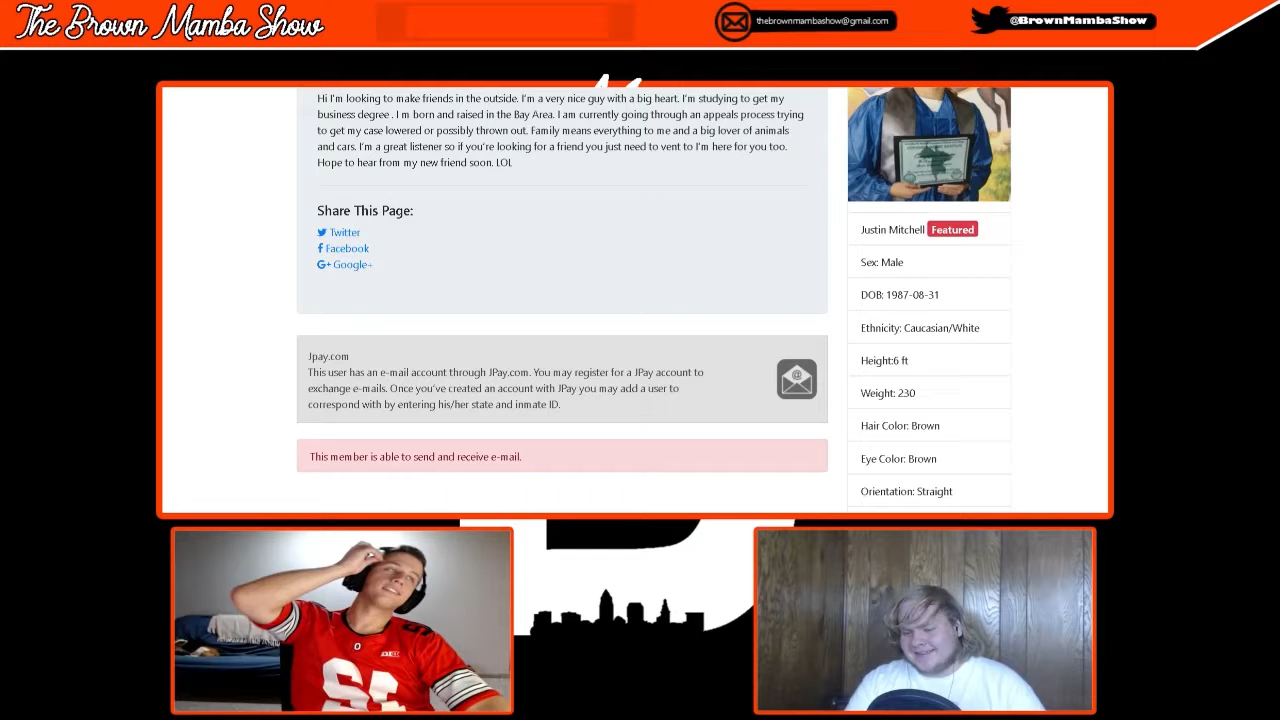 The Brown Mamba Show
thebrownmambashow@gmail.com
@BrownMambaShow
Hi I'm looking to make friends in the outside. I'm a very nice guy with a big heart. I'm studying to get my
business degree . I m born and raised in the Bay Area. I am currently going through an appeals process trying
to get my case lowered or possibly thrown out. Family means everything to me and a big lover of animals
and cars. I'm a great listener so if you're looking for a friend you just need to vent to I'm here for you too.
Hope to hear from my new friend soon. LOL
Share This Page:
Twitter
Facebook
G+ Google+
Jpay.com
This user has an e-mail account through JPay.com. You may register for a JPay account to
exchange e-mails. Once you've created an account with JPay you may add a user to
correspond with by entering his/her state and inmate ID.
@
This member is able to send and receive e-mail.
Justin Mitchell Featured
Sex: Male
DOB: 1987-08-31
Ethnicity: Caucasian/White
Height:6 ft
Weight: 230
Hair Color: Brown
Eye Color: Brown
Orientation: Straight